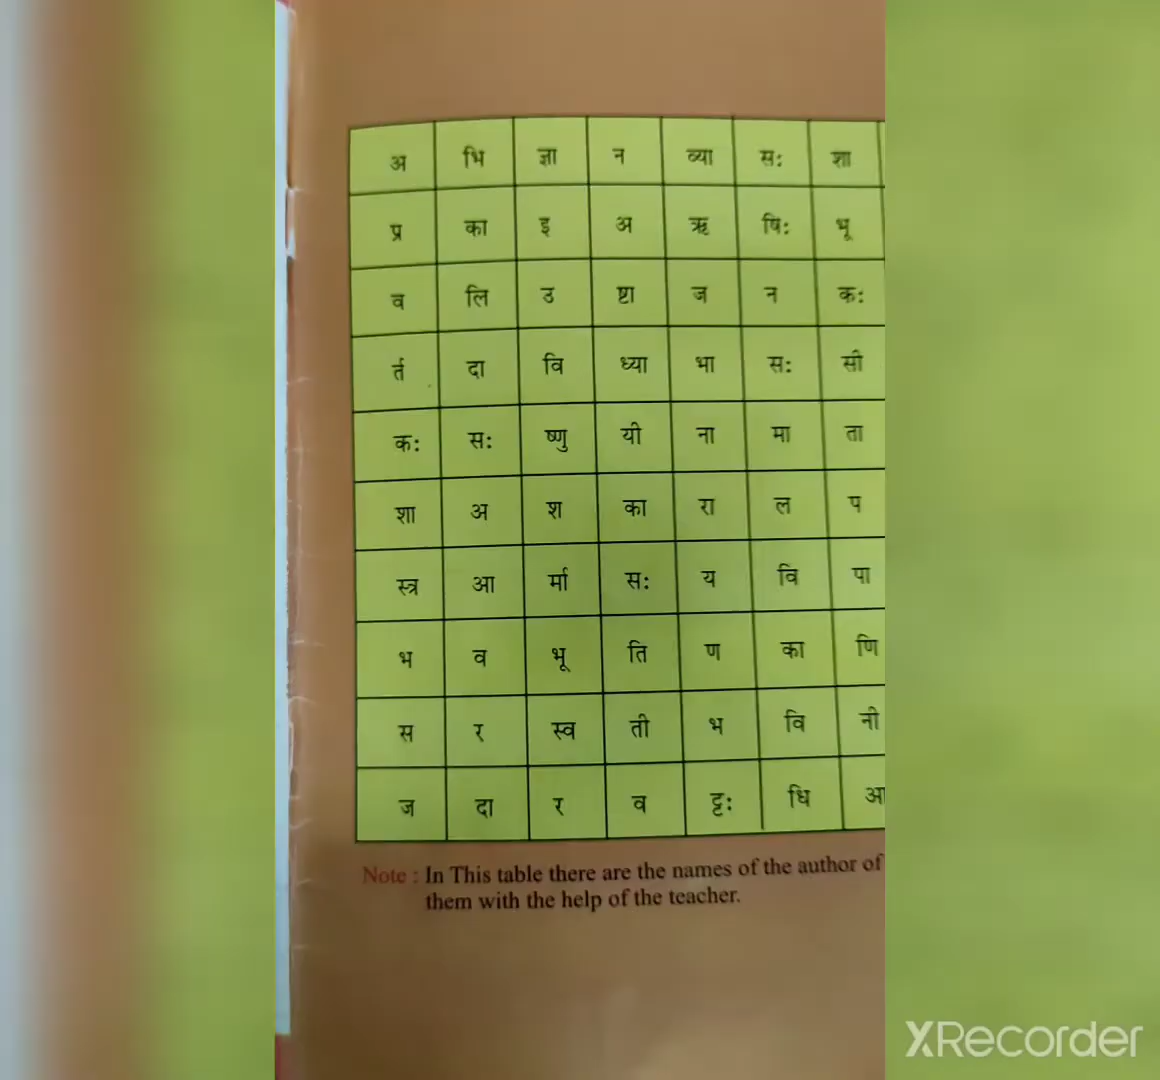 अ भि ज्ञा न व्या सः शा
प्र का इ अ ऋ षिः भू
व लि उ ष्टा ज न कः
र्त दा वि ध्या भा सः सी
कः सः ष्णु यी ना मा ता
शा अ श का रा ल प
स्त्र आ र्मा सः य वि पा
भ व भू ति ण का णि
स र स्व ती भ वि नी
ज दा र व ट्टः धि आ
Note : In This table there are the names of the author of
them with the help of the teacher.
XRecorder